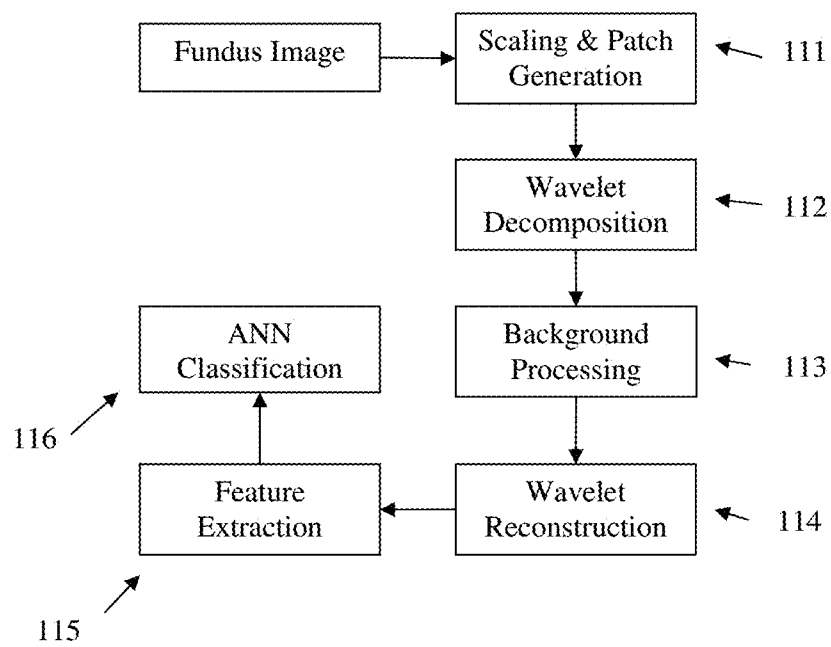 Fundus Image
Scaling & Patch
Generation
111
Wavelet
Decomposition
112
Background
Processing
113
Wavelet
Reconstruction
114
Feature
Extraction
115
ANN
Classification
116